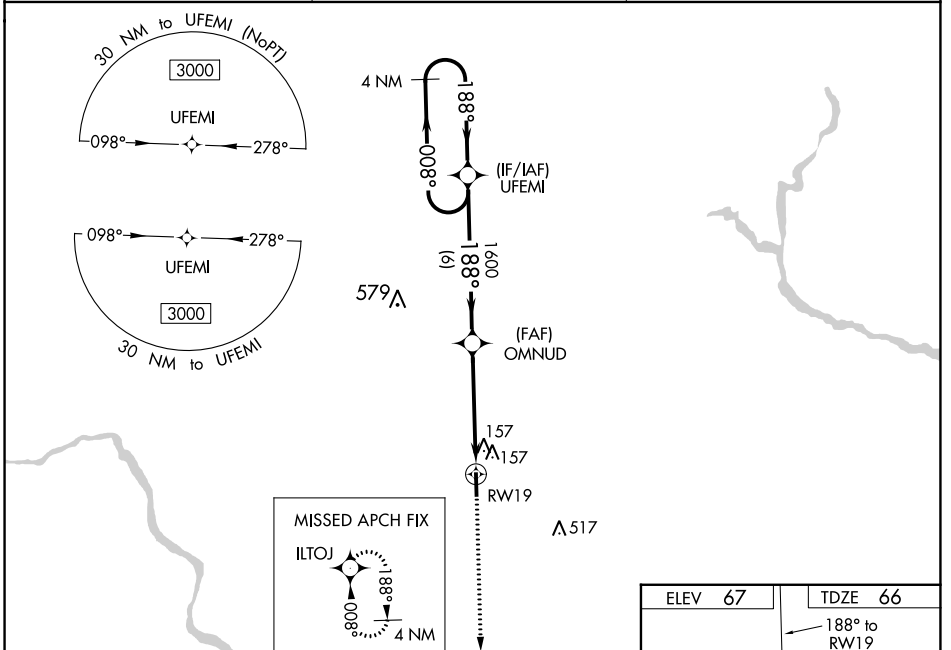 30 NM to UFEMI (NoPT)
3000
UFEMI
098°
278°
098°
278°
UFEMI
3000
30 NM to UFEMI
4 NM
188°
008°
(IF/IAF)
UFEMI
1600
188°
(6)
579
(FAF)
OMNUD
157
157
RW19
517
MISSED APCH FIX
ILTOJ
188°
008°
4 NM
ELEV 67
TDZE 66
188° to
RW19